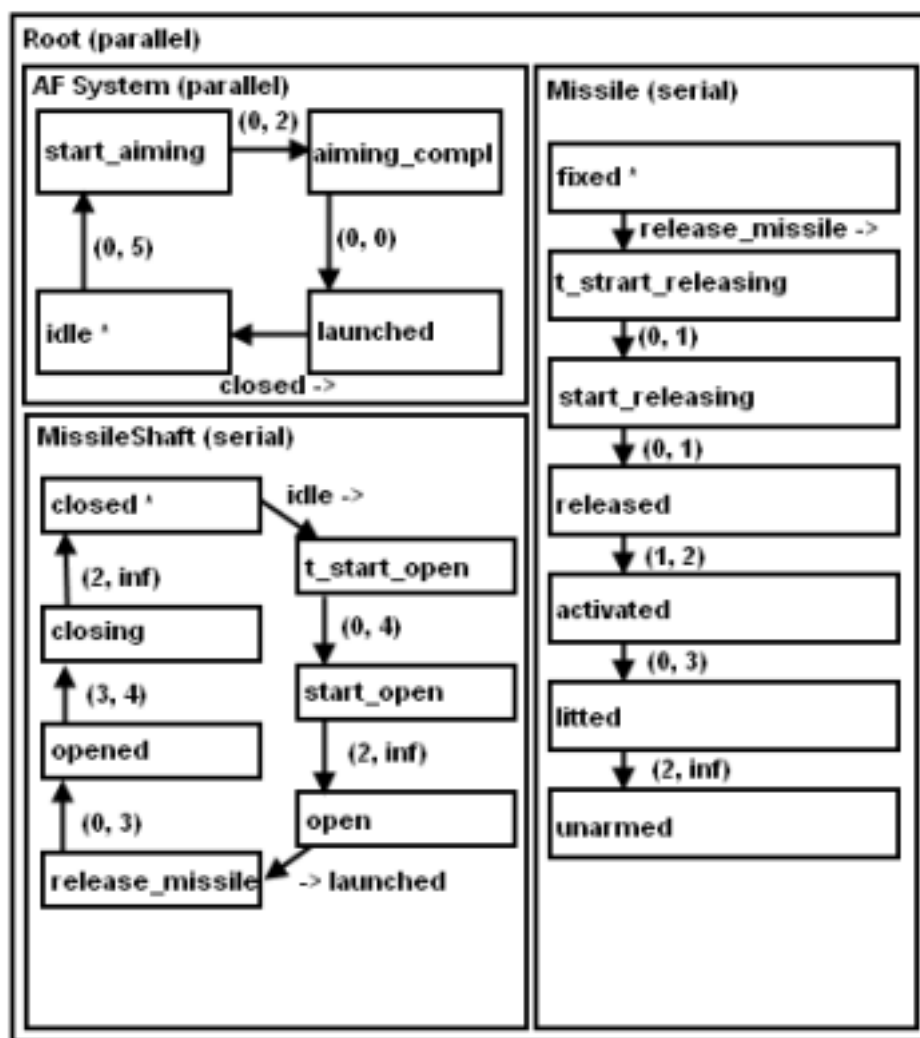 Root (parallel)
AF System (parallel)
start_aiming
(0, 2)
aiming_compl
(0, 5)
(0, 0)
idle *
launched
closed ->
MissileShaft (serial)
closed *
idle ->
t_start_open
(2, inf)
(0, 4)
closing
start_open
(3, 4)
(2, inf)
opened
open
(0, 3)
release_missile
-> launched
Missile (serial)
fixed *
release_missile ->
t_strart_releasing
(0, 1)
start_releasing
(0, 1)
released
(1, 2)
activated
(0, 3)
litted
(2, inf)
unarmed